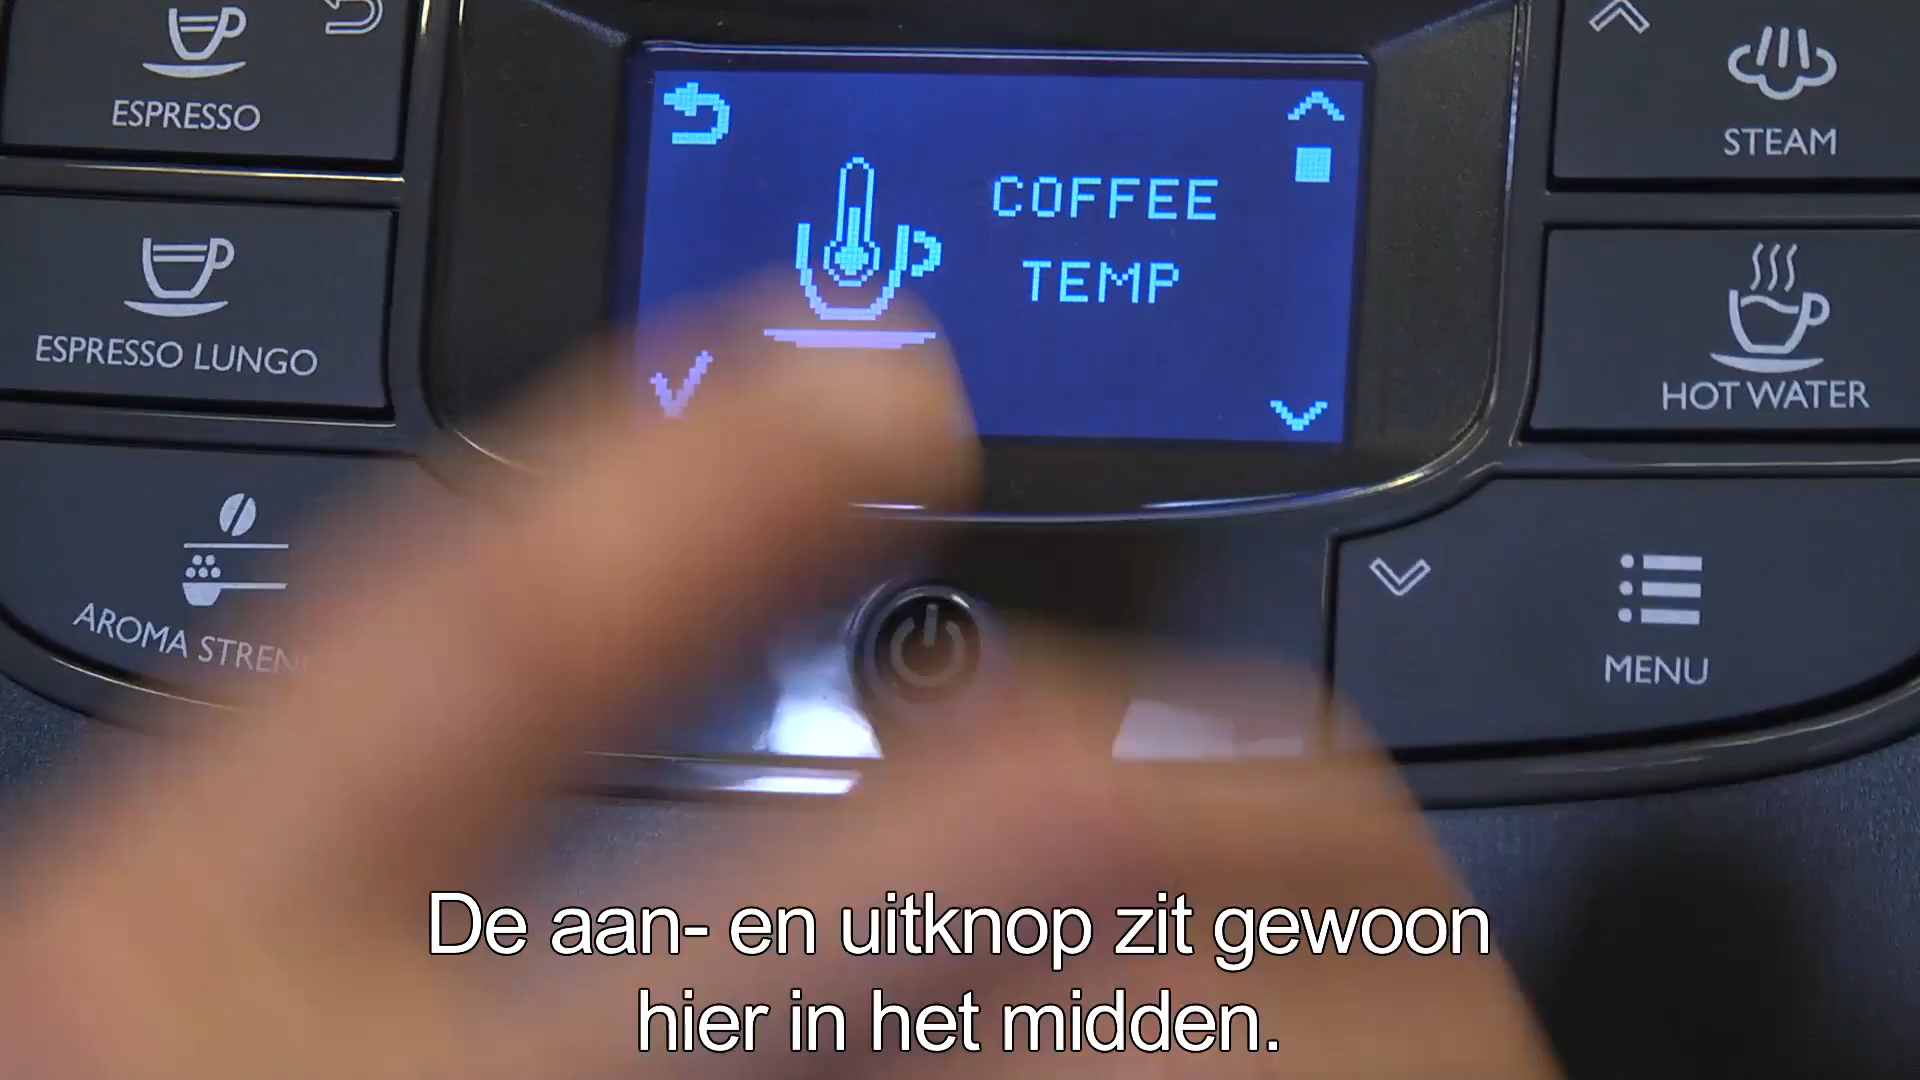 ESPRESSO
ESPRESSO LUNGO
AROMA
COFFEE
TEMP
STEAM
HOT WATER
MENU
De aan- en uitknop zit gewoon
hier in het midden.